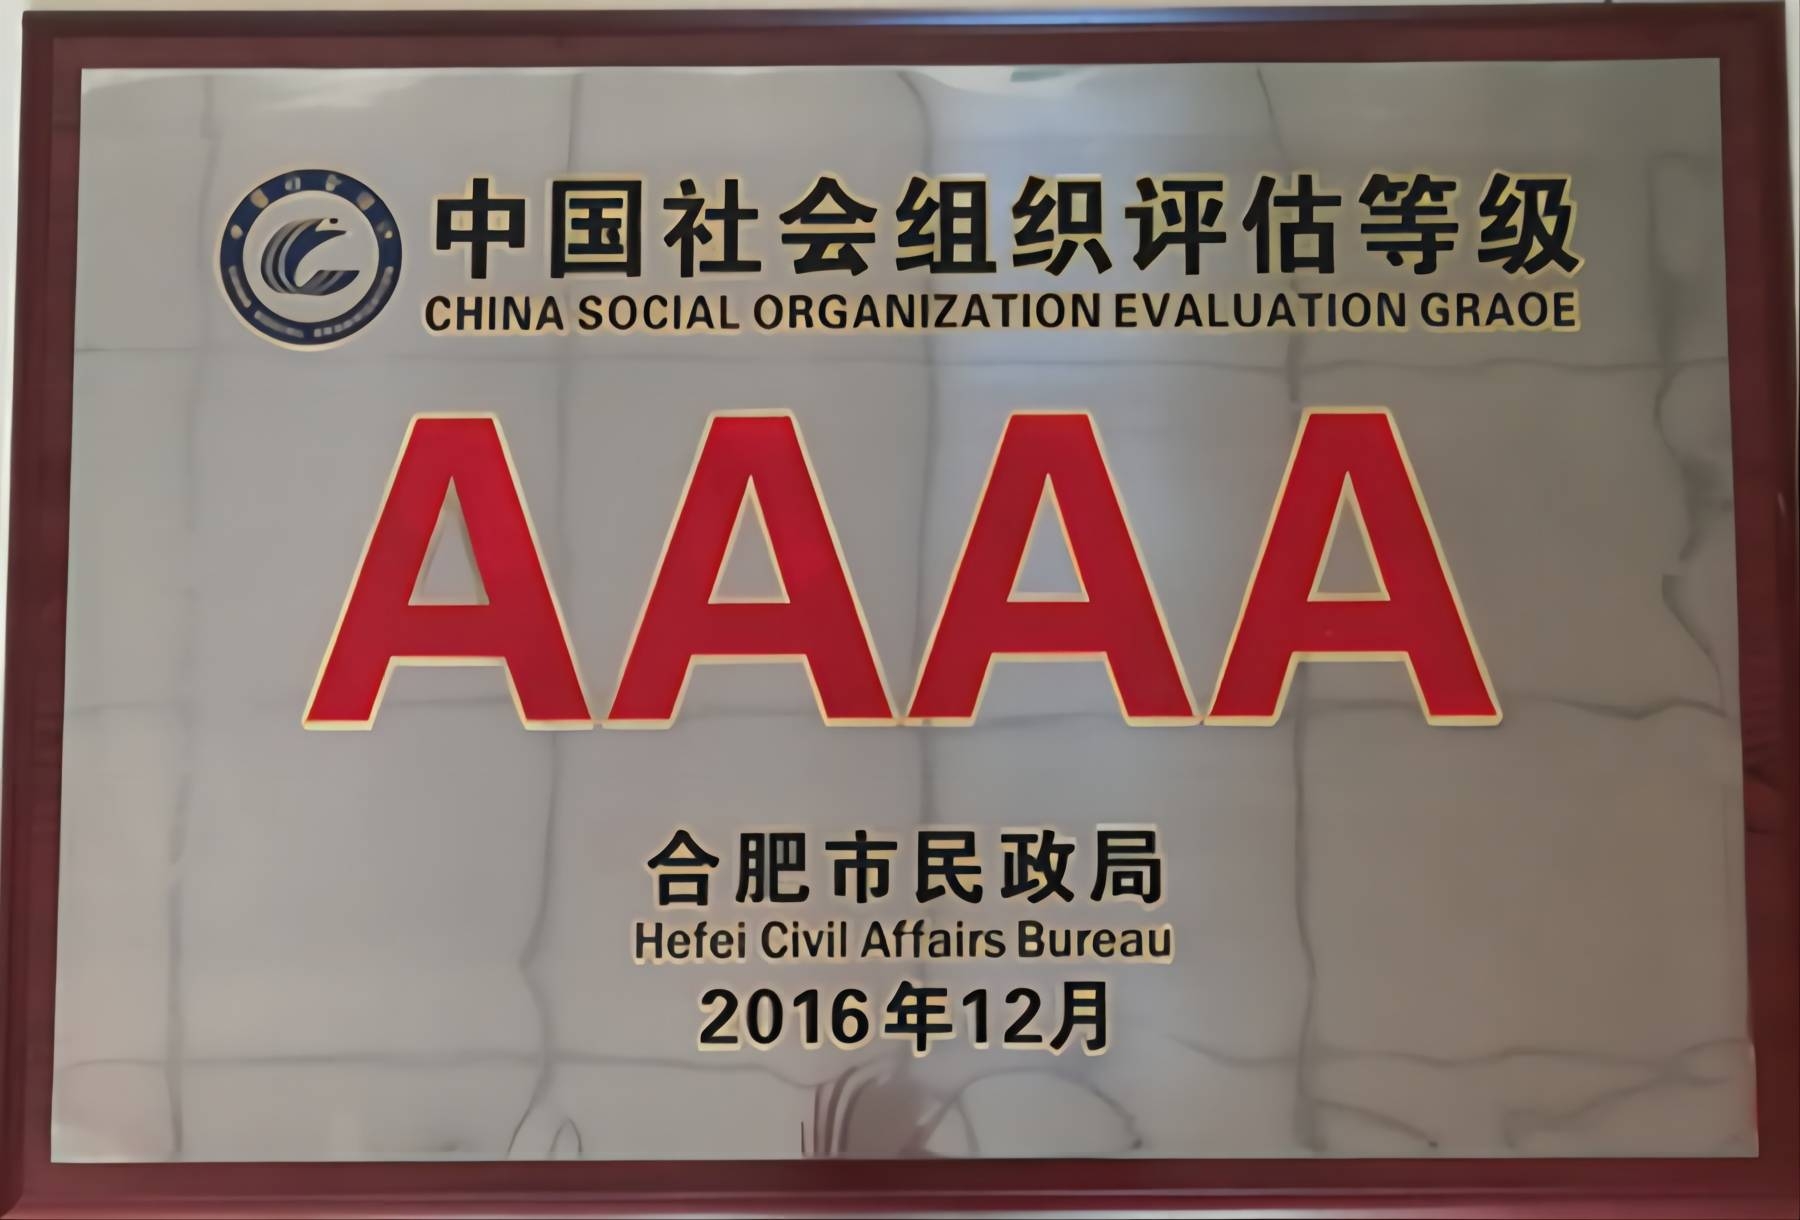 中国社会组织评估等级
CHINA SOCIAL ORGANIZATION EVALUATION GRAOE
AAAA
合肥市民政局
Hefei Civil Affairs Bureau
2016年12月